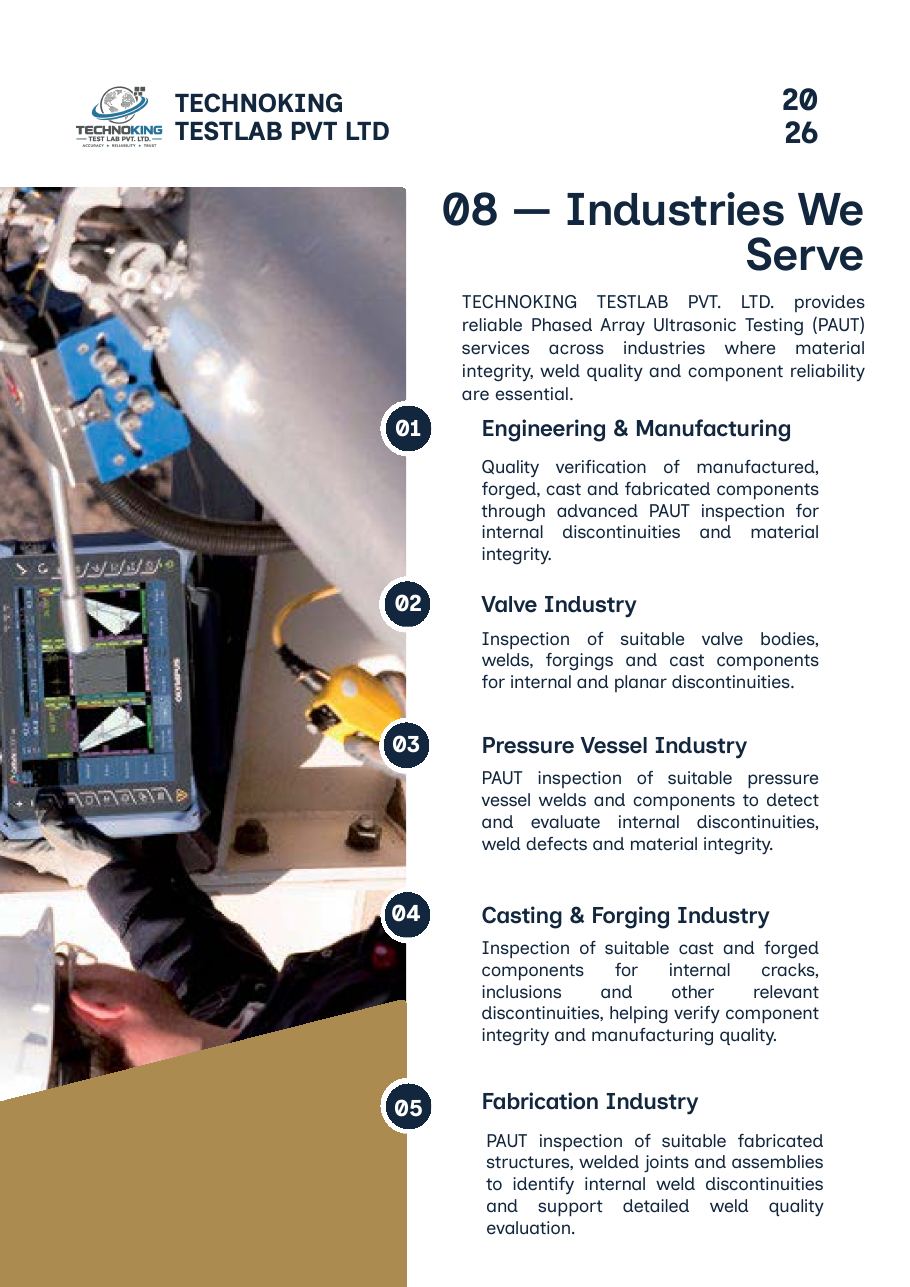 TECHNOKING
TEST LAB PVT. LTD.
ACCURACY • RELIABILITY • TRUST
TECHNOKING
TESTLAB PVT LTD
20
26
08 — Industries We
Serve
TECHNOKING TESTLAB PVT. LTD. provides
reliable Phased Array Ultrasonic Testing (PAUT)
services across industries where material
integrity, weld quality and component reliability
are essential.
01
Engineering & Manufacturing
Quality verification of manufactured,
forged, cast and fabricated components
through advanced PAUT inspection for
internal discontinuities and material
integrity.
02
Valve Industry
Inspection of suitable valve bodies,
welds, forgings and cast components
for internal and planar discontinuities.
03
Pressure Vessel Industry
PAUT inspection of suitable pressure
vessel welds and components to detect
and evaluate internal discontinuities,
weld defects and material integrity.
04
Casting & Forging Industry
Inspection of suitable cast and forged
components for internal cracks,
inclusions and other relevant
discontinuities, helping verify component
integrity and manufacturing quality.
05
Fabrication Industry
PAUT inspection of suitable fabricated
structures, welded joints and assemblies
to identify internal weld discontinuities
and support detailed weld quality
evaluation.
OLYMPUS